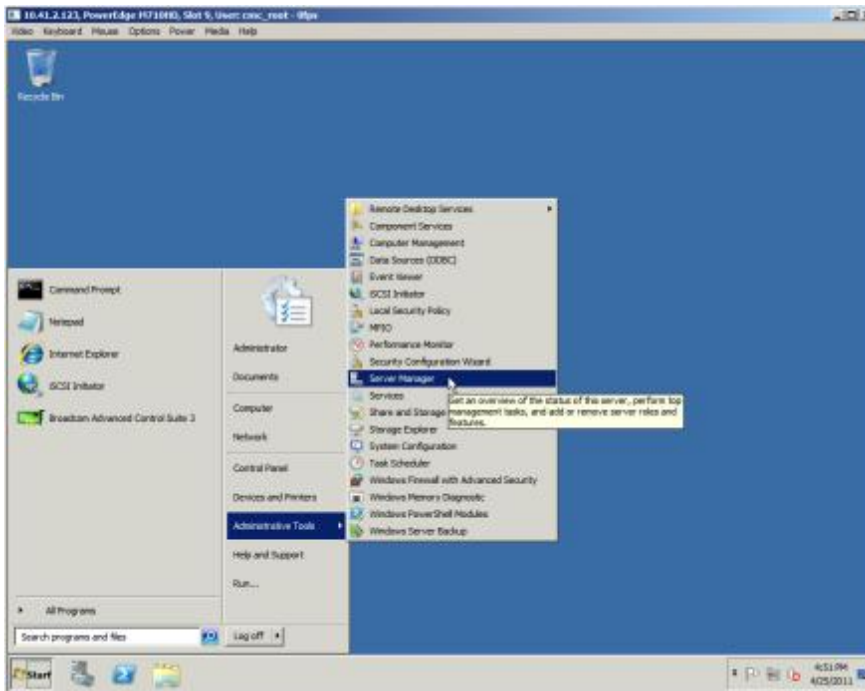 10.41.2.123, PowerEdge M710HD, Slot 9, User: cmc_root - 0fps
Video Keyboard Mouse Options Power Media Help
Recycle Bin
Remote Desktop Services
Component Services
Computer Management
Data Sources (ODBC)
Event Viewer
iSCSI Initiator
Local Security Policy
MPIO
Performance Monitor
Security Configuration Wizard
Server Manager
Services
Share and Storage
Storage Explorer
System Configuration
Task Scheduler
Windows Firewall with Advanced Security
Windows Memory Diagnostic
Windows PowerShell Modules
Windows Server Backup
Get an overview of the status of this server, perform top
management tasks, and add or remove server roles and
features.
Command Prompt
Notepad
Internet Explorer
iSCSI Initiator
Broadcom Advanced Control Suite 3
All Programs
Search programs and files
Administrator
Documents
Computer
Network
Control Panel
Devices and Printers
Administrative Tools
Help and Support
Run...
Log off
Start
4:51 PM
4/25/2011